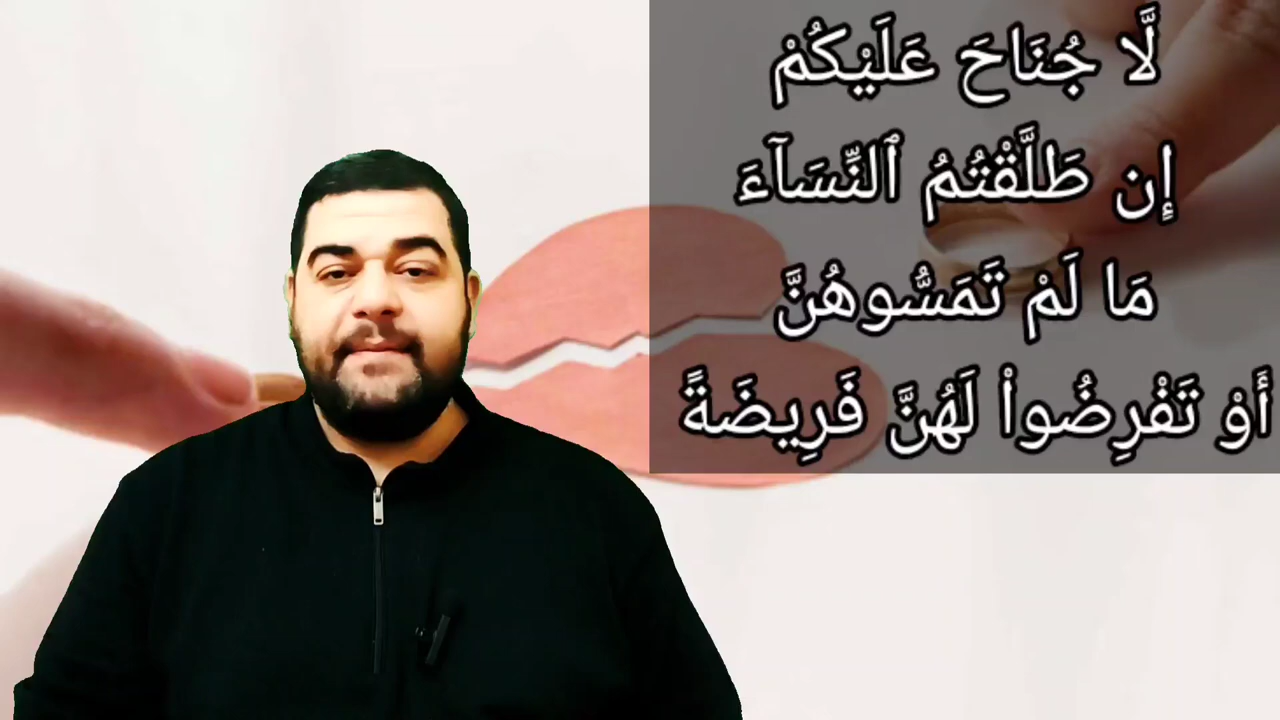 لَّا جُنَاحَ عَلَيْكُمْ
إِن طَلَّقْتُمُ ٱلنِّسَآءَ
مَا لَمْ تَمَسُّوهُنَّ
أَوْ تَفْرِضُوا۟ لَهُنَّ فَرِيضَةً